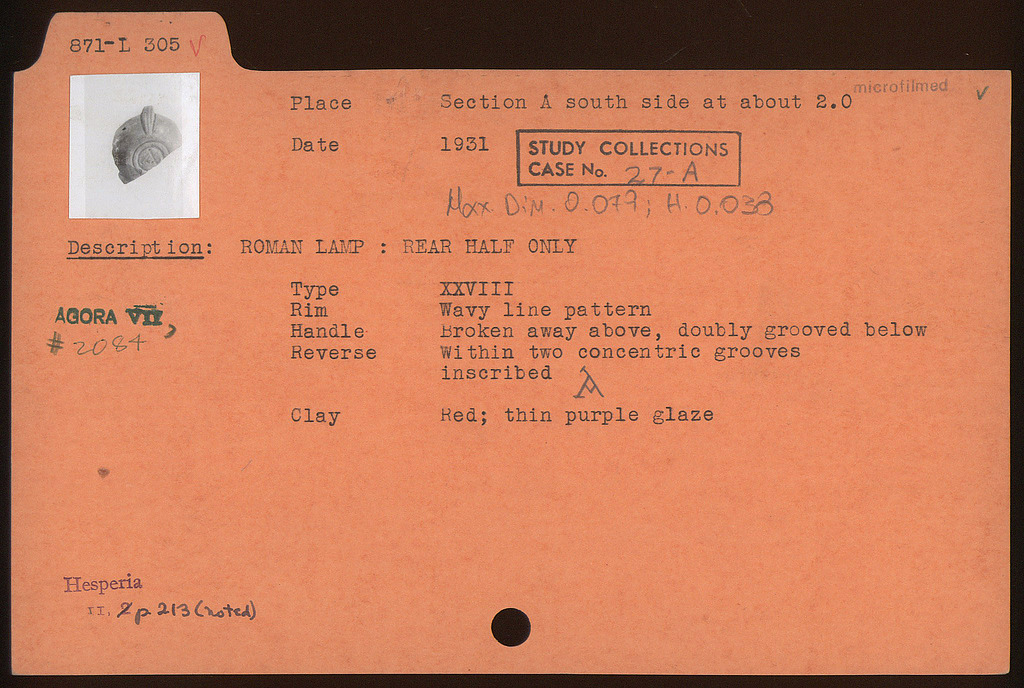 871-L 305 √
microfilmed √
Place Section A south side at about 2.0
Date 1931
STUDY COLLECTIONS
CASE No. 27-A
Max. Dim. 0.079; H. 0.038
Description: ROMAN LAMP : REAR HALF ONLY
Type XXVIII
Rim Wavy line pattern
Handle Broken away above, doubly grooved below
Reverse Within two concentric grooves
inscribed A
Clay Red; thin purple glaze
AGORA VII,
# 2084
Hesperia
II, 2 p 213 (noted)